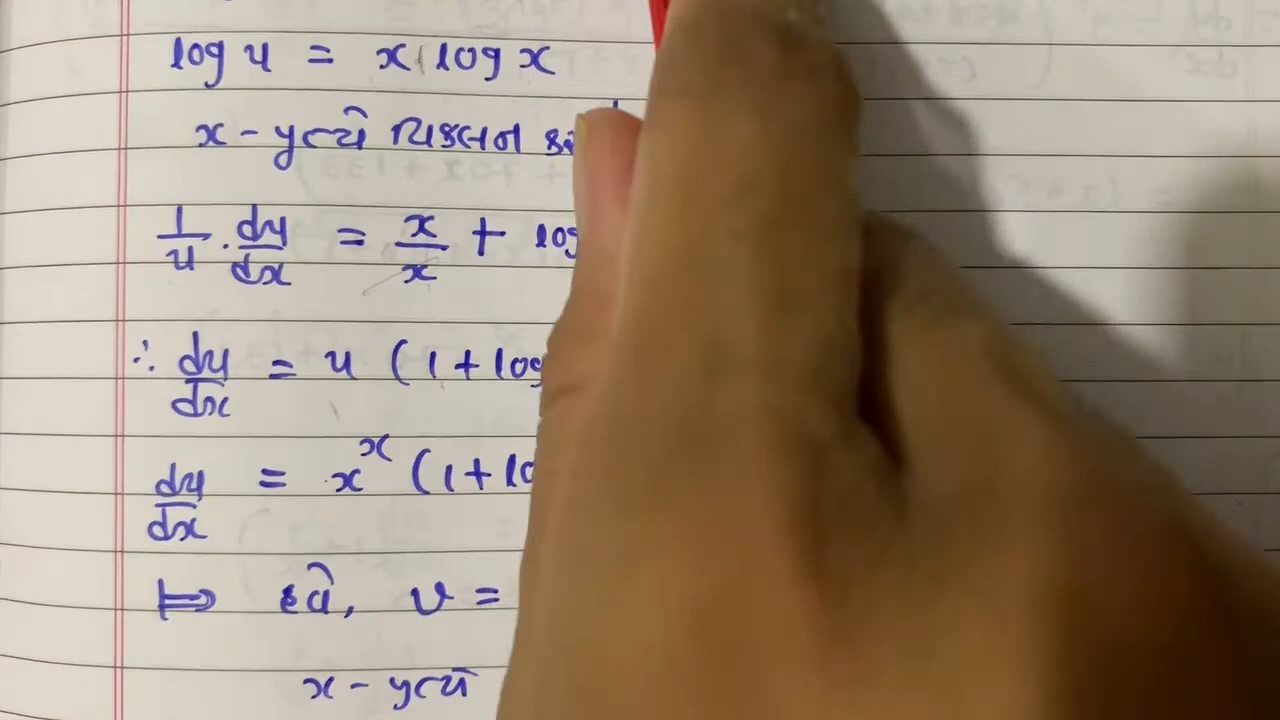 log u = x log x
x - પ્રત્યે વિકલન
1/u . du/dx = x/x + log
∴ du/dx = u (1 + log
du/dx = x^x (1 + lo
⇒ હવે, v =
x - પ્રત્યે